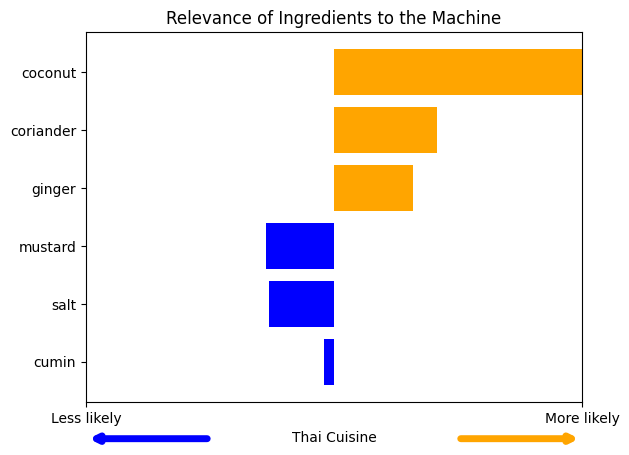 Relevance of Ingredients to the Machine
coconut
coriander
ginger
mustard
salt
cumin
Less likely
More likely
Thai Cuisine